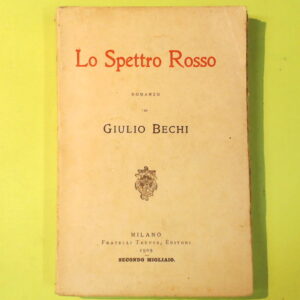 Lo Spettro Rosso
ROMANZO
DI
GIULIO BECHI
MILANO
FRATELLI TREVES, EDITORI.
SECONDO MIGLIAIO.